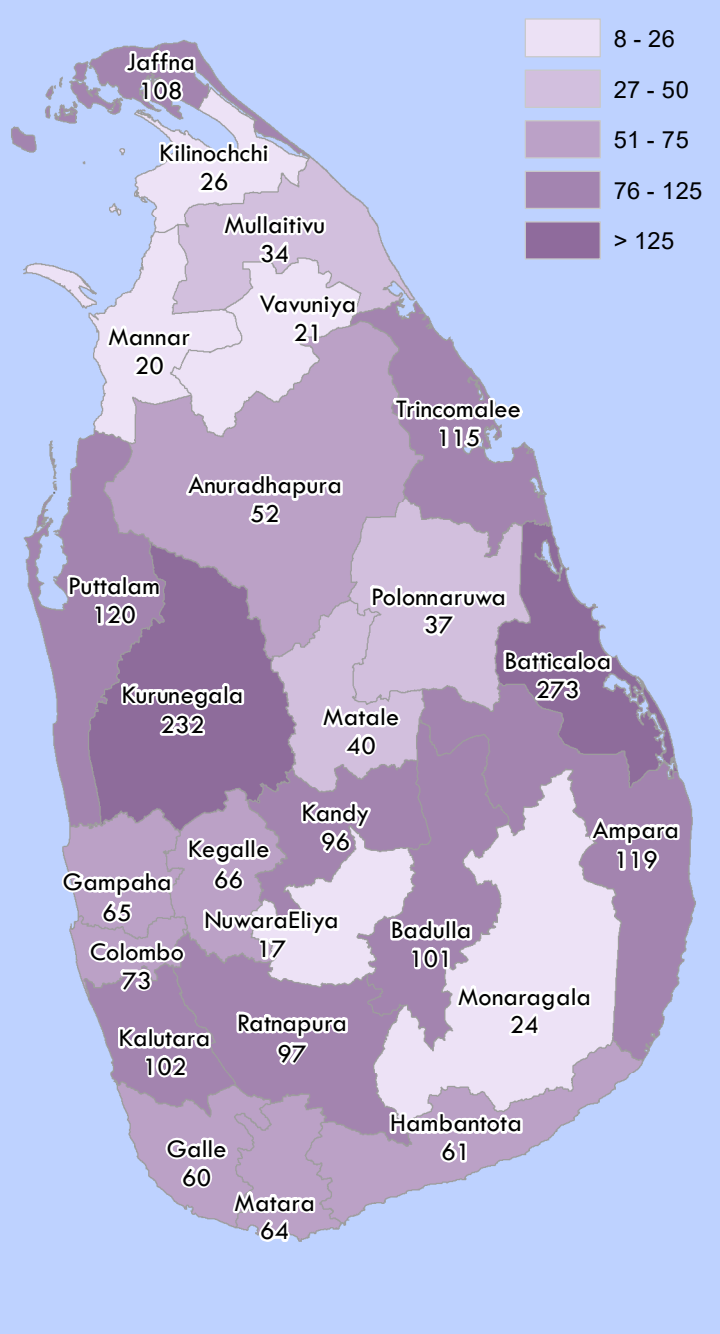 8 - 26
27 - 50
51 - 75
76 - 125
> 125
Jaffna
108
Kilinochchi
26
Mullaitivu
34
Vavuniya
21
Mannar
20
Trincomalee
115
Anuradhapura
52
Puttalam
120
Polonnaruwa
37
Batticaloa
273
Kurunegala
232
Matale
40
Kandy
96
Ampara
119
Kegalle
66
Gampaha
65
NuwaraEliya
17
Badulla
101
Colombo
73
Monaragala
24
Ratnapura
97
Kalutara
102
Hambantota
61
Galle
60
Matara
64